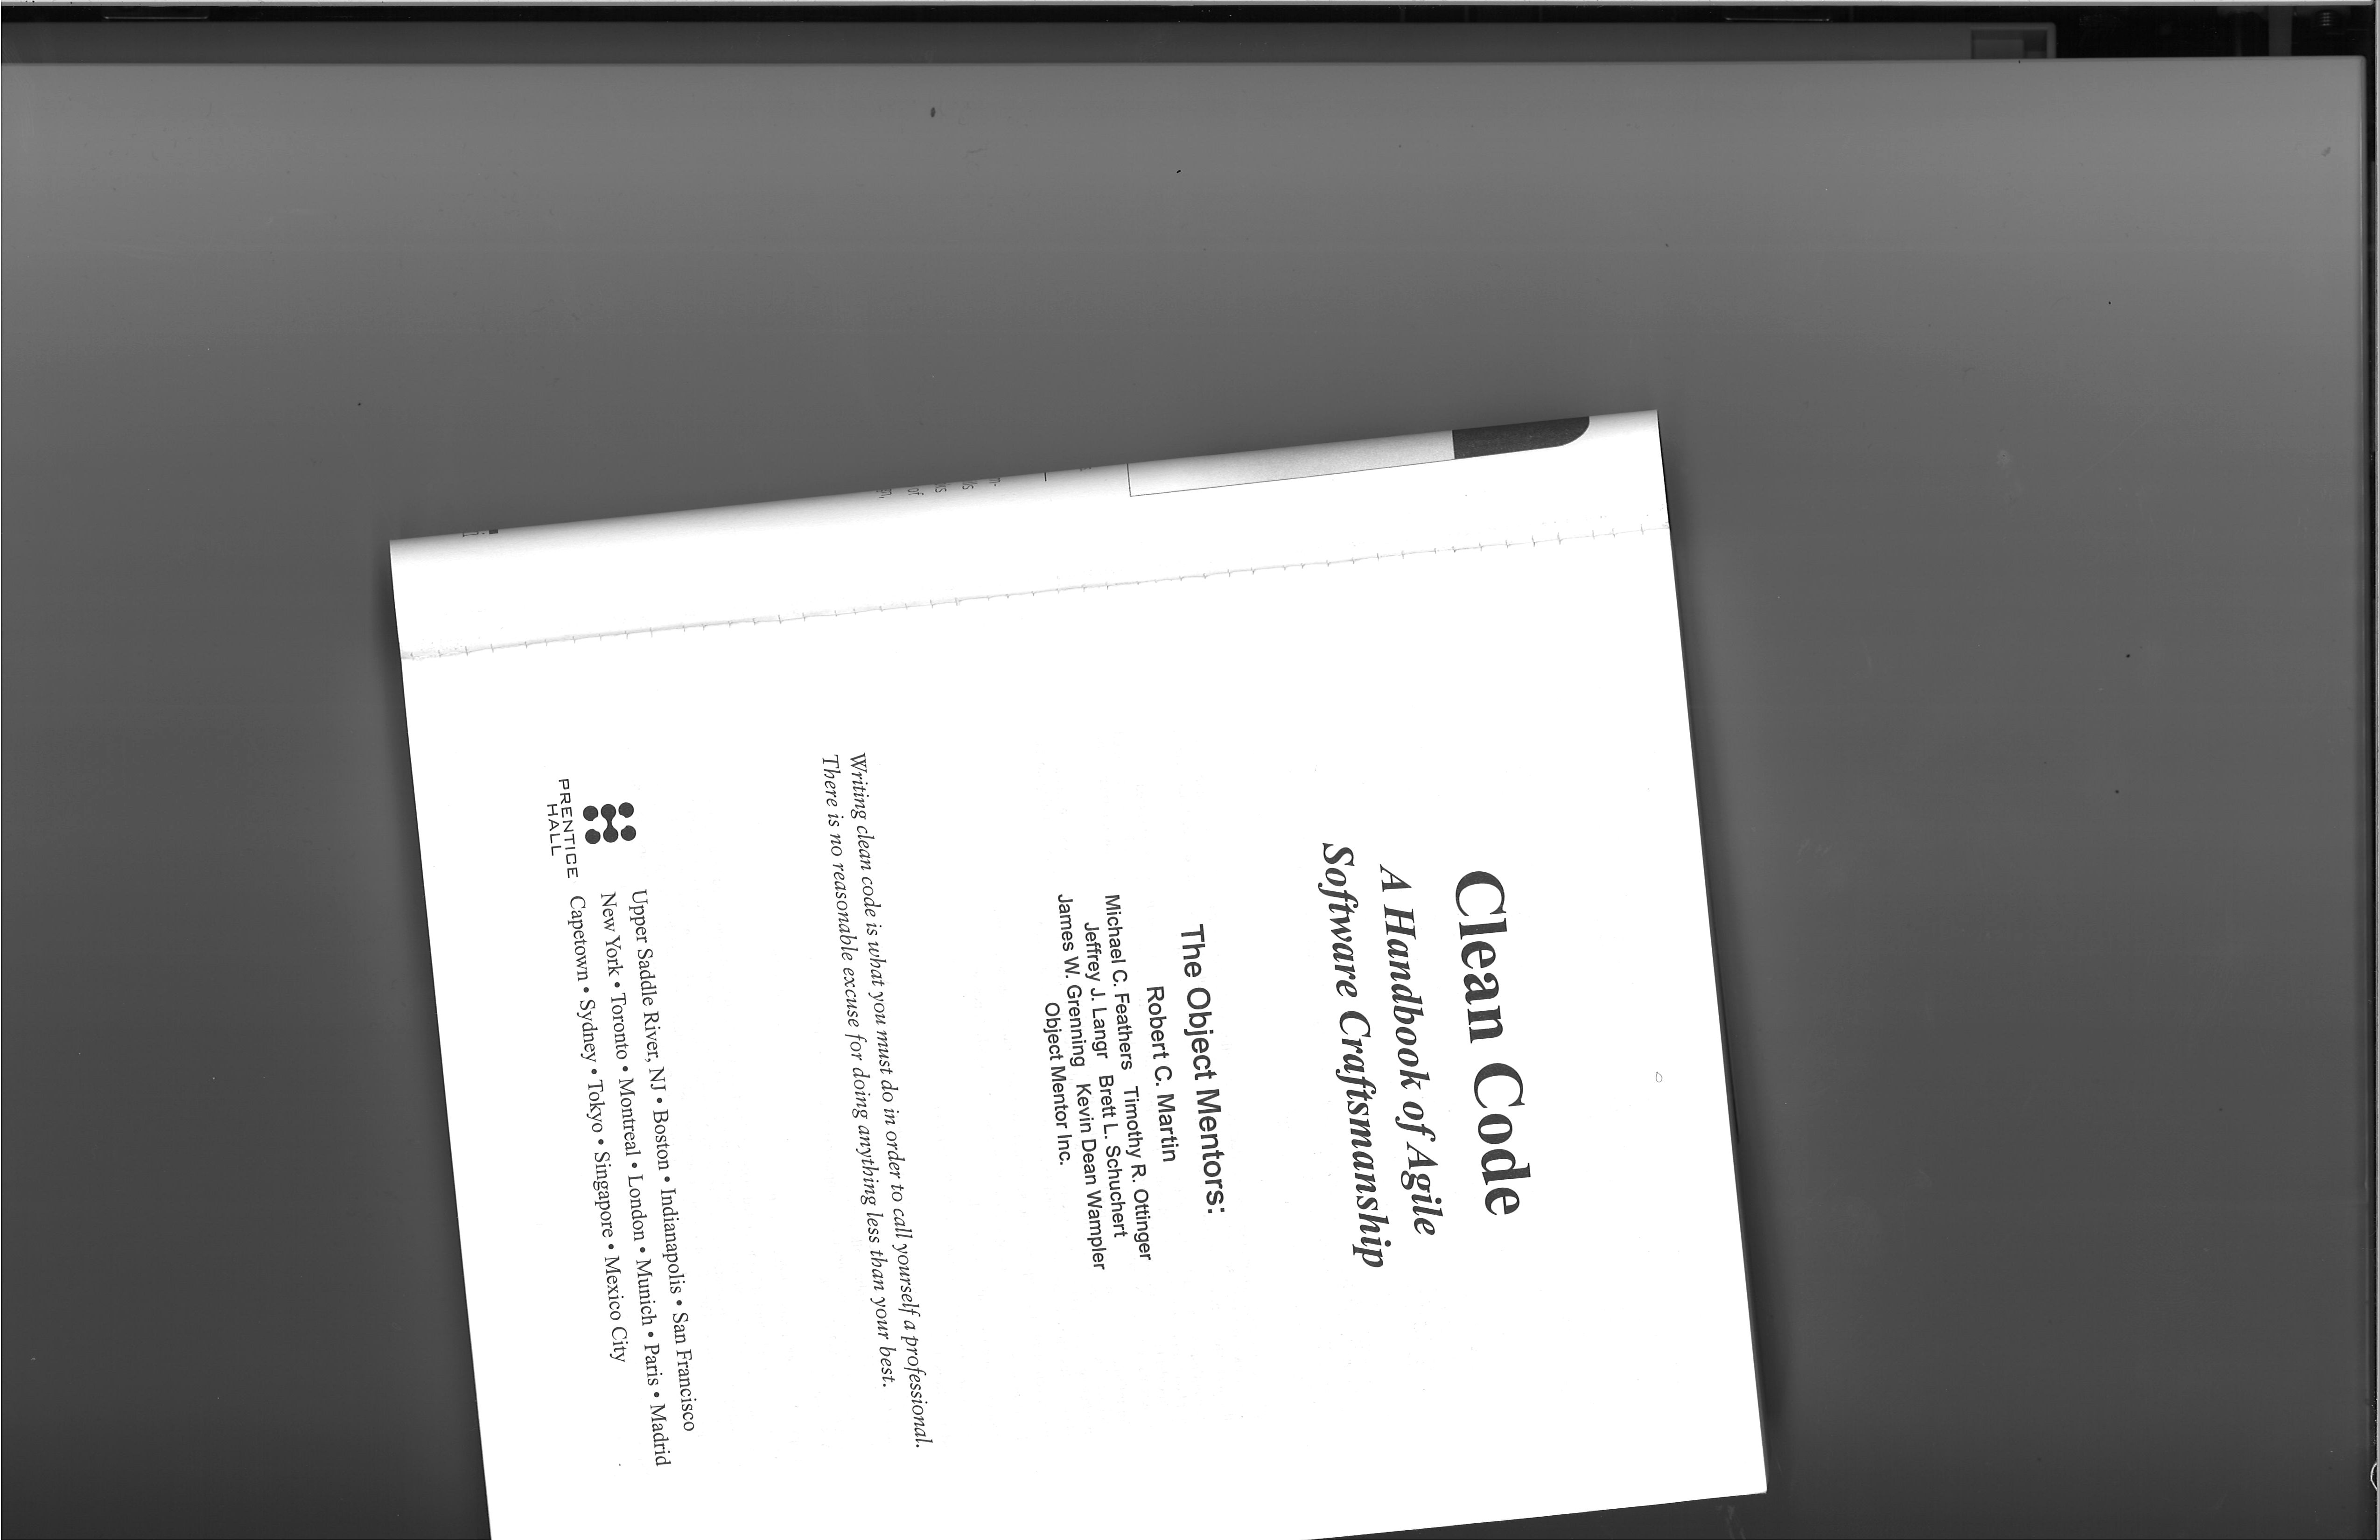 Clean Code
A Handbook of Agile
Software Craftsmanship
The Object Mentors:
Robert C. Martin
Michael C. Feathers Timothy R. Ottinger
Jeffrey J. Langr Brett L. Schuchert
James W. Grenning Kevin Dean Wampler
Object Mentor Inc.
Writing clean code is what you must do in order to call yourself a professional.
There is no reasonable excuse for doing anything less than your best.
PRENTICE
HALL
Upper Saddle River, NJ • Boston • Indianapolis • San Francisco
New York • Toronto • Montreal • London • Munich • Paris • Madrid
Capetown • Sydney • Tokyo • Singapore • Mexico City